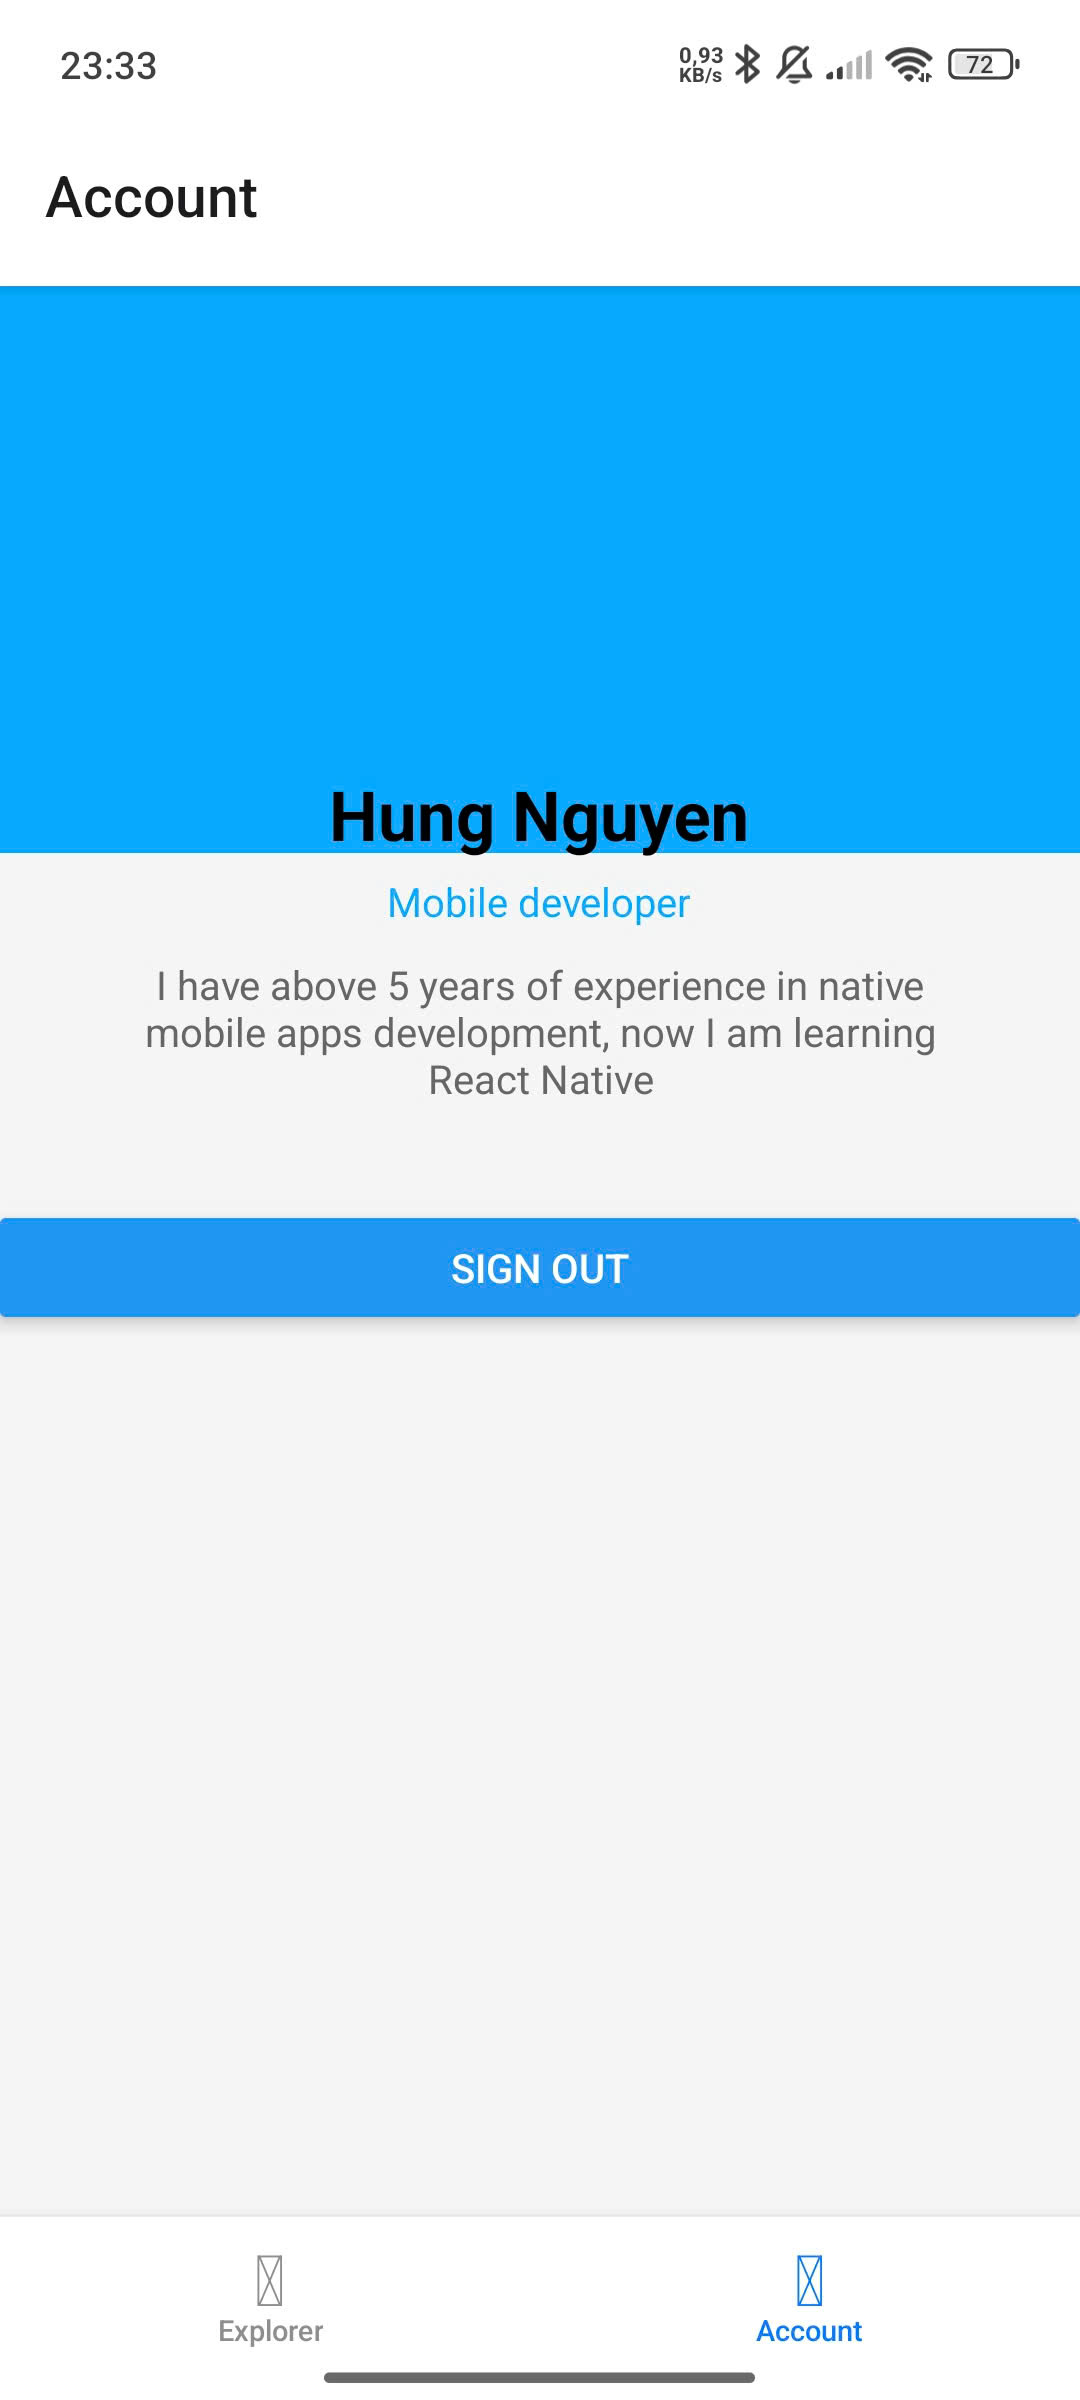 23:33
0,93
KB/s
72
Account
Hung Nguyen
Mobile developer
I have above 5 years of experience in native
mobile apps development, now I am learning
React Native
SIGN OUT
Explorer
Account